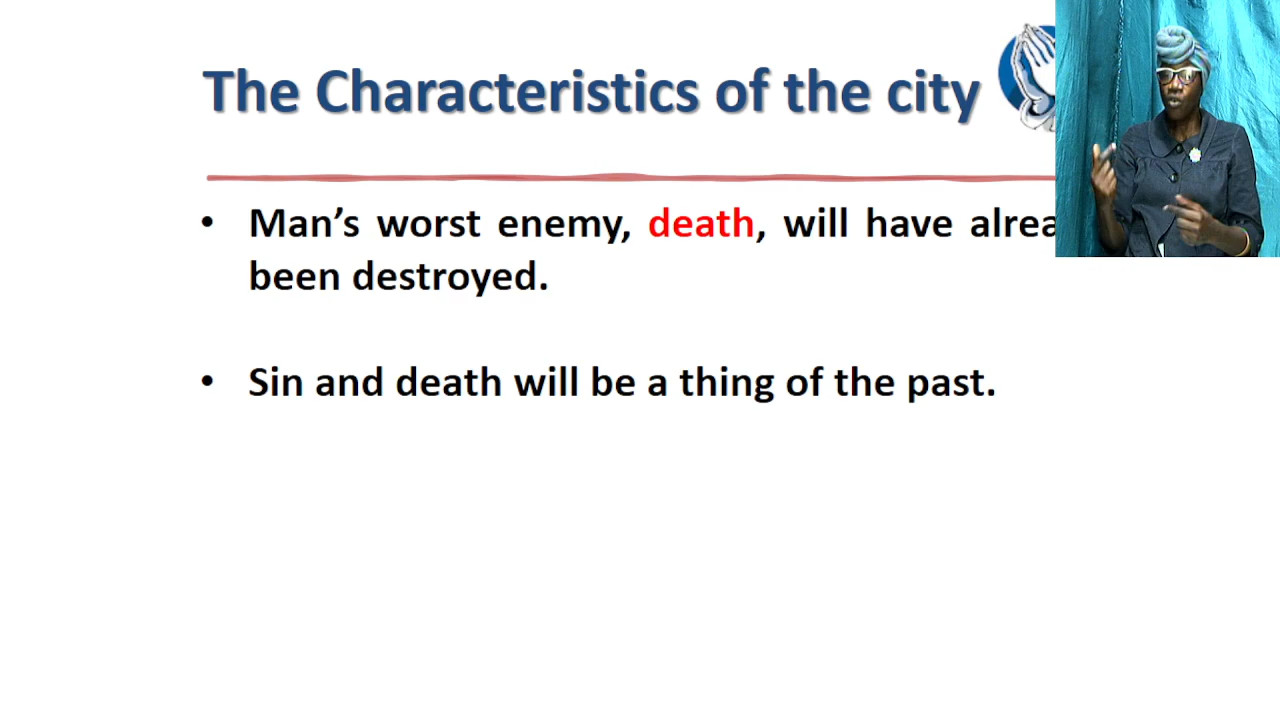 The Characteristics of the city
• Man's worst enemy, death, will have
been destroyed.
• Sin and death will be a thing of the past.